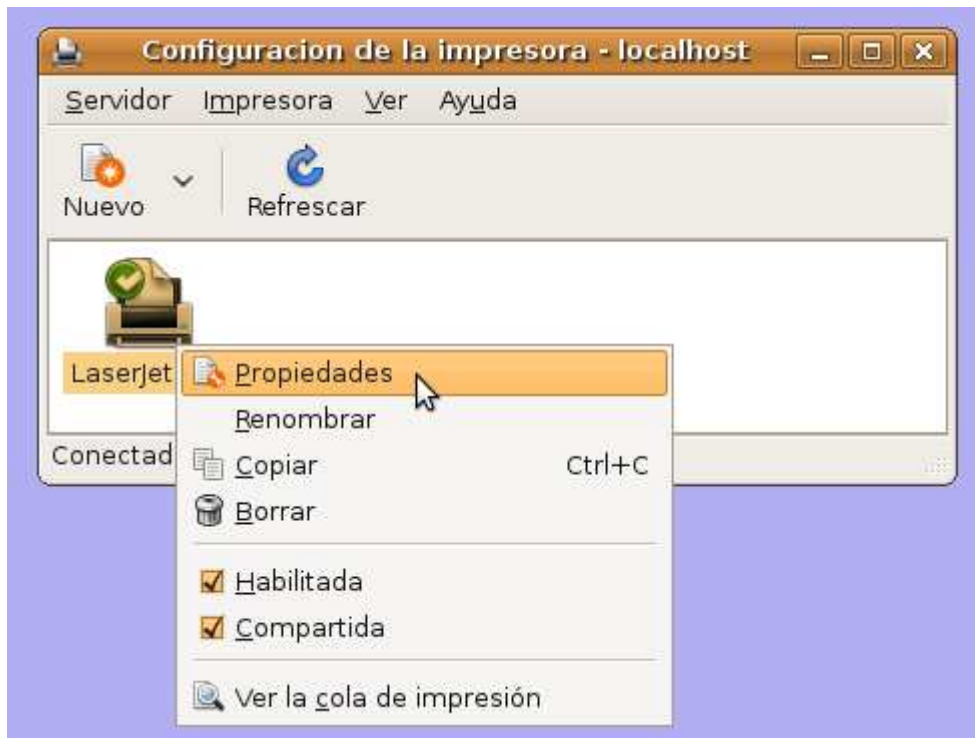 Configuracion de la impresora - localhost
Servidor Impresora Ver Ayuda
Nuevo Refrescar
LaserJet
Propiedades
Renombrar
Conectad
Copiar Ctrl+C
Borrar
Habilitada
Compartida
Ver la cola de impresión